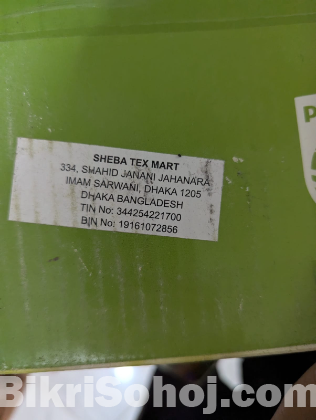 SHEBA TEX MART
334, SHAHID JANANI JAHANARA
IMAM SARWANI, DHAKA 1205
DHAKA BANGLADESH
TIN No: 344254221700
BIN No: 19161072856
P
BikriSohoj.com